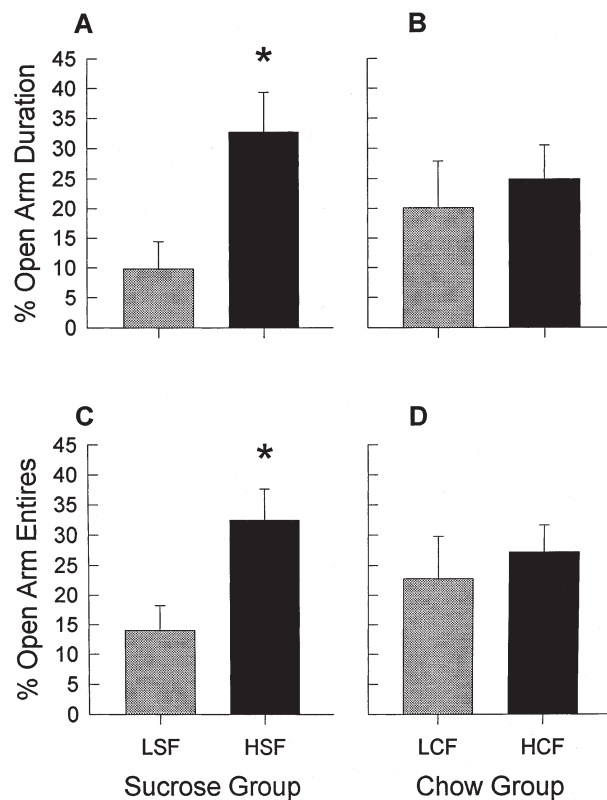 A
B
% Open Arm Duration
45
40
35
30
25
20
15
10
5
0
*
C
D
% Open Arm Entires
45
40
35
30
25
20
15
10
5
0
*
LSF HSF
LCF HCF
Sucrose Group
Chow Group